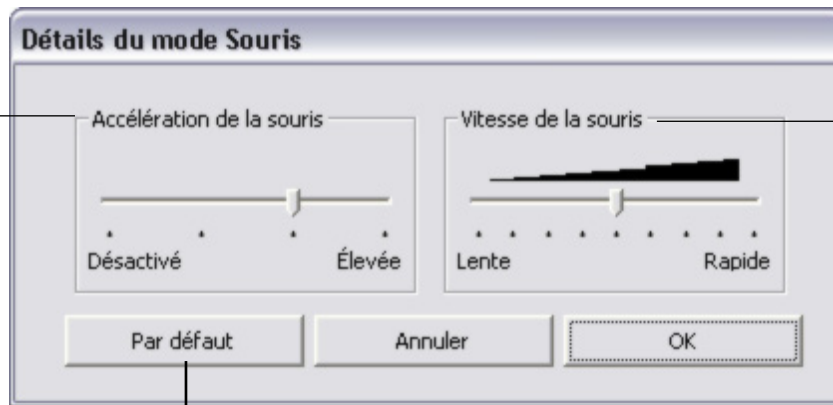 Détails du mode Souris
Accélération de la souris
Vitesse de la souris
Désactivé
Élevée
Lente
Rapide
Par défaut
Annuler
OK